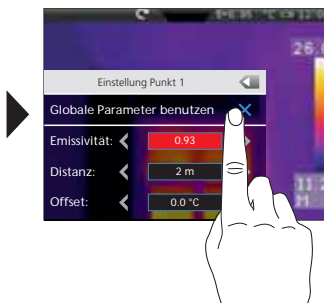 26.
Einstellung Punkt 1
Globale Parameter benutzen
Emissivität: 0.93
Distanz: 2 m
Offset: 0.0 °C
M